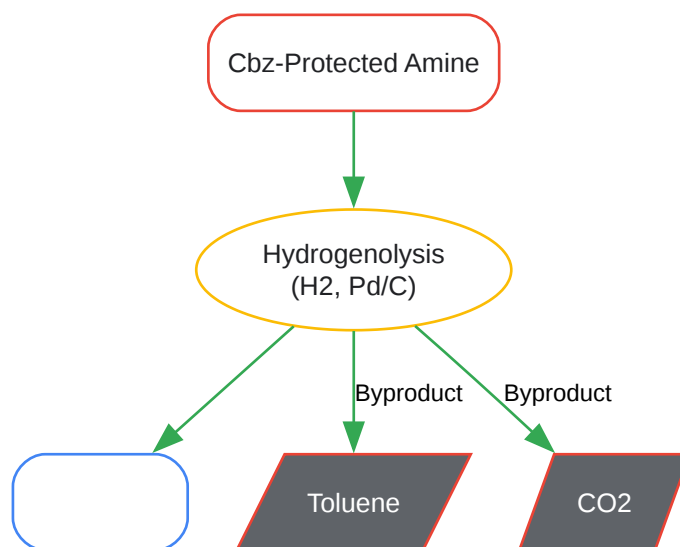 Cbz-Protected Amine
Hydrogenolysis
(H2, Pd/C)
Byproduct
Byproduct
Toluene
CO2